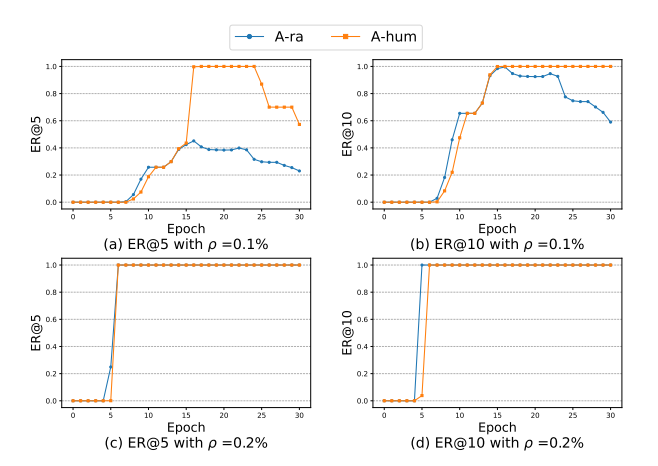 A-ra A-hum
1.0
0.8
0.6
0.4
0.2
0.0
ER@5
0 5 10 15 20 25 30
Epoch
(a) ER@5 with ρ =0.1%
1.0
0.8
0.6
0.4
0.2
0.0
ER@10
0 5 10 15 20 25 30
Epoch
(b) ER@10 with ρ =0.1%
1.0
0.8
0.6
0.4
0.2
0.0
ER@5
0 5 10 15 20 25 30
Epoch
(c) ER@5 with ρ =0.2%
1.0
0.8
0.6
0.4
0.2
0.0
ER@10
0 5 10 15 20 25 30
Epoch
(d) ER@10 with ρ =0.2%